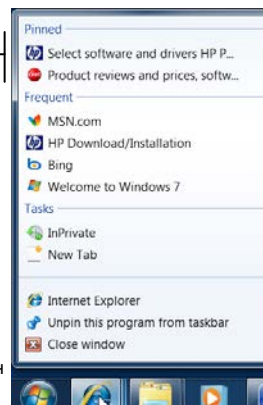 Pinned
Select software and drivers HP P...
Product reviews and prices, softw...
Frequent
MSN.com
HP Download/Installation
Bing
Welcome to Windows 7
Tasks
InPrivate
New Tab
Internet Explorer
Unpin this program from taskbar
Close window